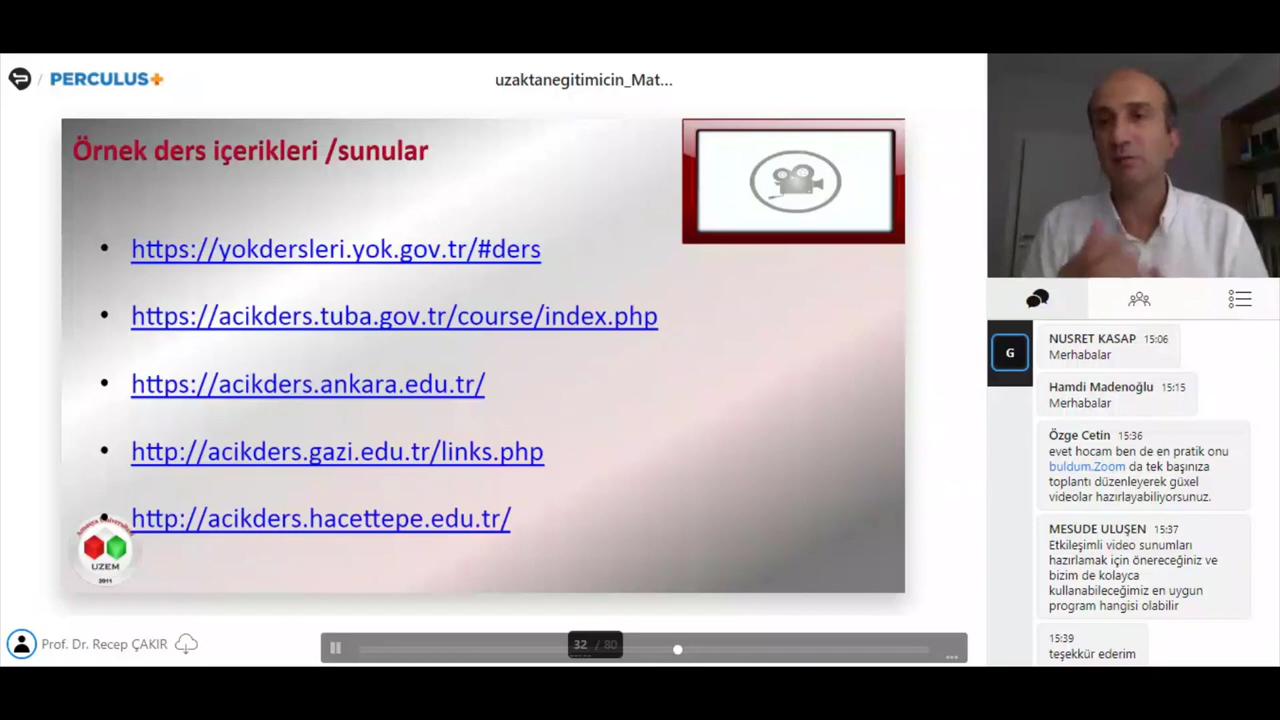 / PERCULUS+
uzaktanegitimicin_Mat...
Örnek ders içerikleri /sunular
• https://yokdersleri.yok.gov.tr/#ders
• https://acikders.tuba.gov.tr/course/index.php
• https://acikders.ankara.edu.tr/
• http://acikders.gazi.edu.tr/links.php
• http://acikders.hacettepe.edu.tr/
Amasya Üniversitesi
UZEM
2011
Prof. Dr. Recep ÇAKIR
32 / 80
...
G
NUSRET KASAP 15:06
Merhabalar
Hamdi Madenoğlu 15:15
Merhabalar
Özge Cetin 15:36
evet hocam ben de en pratik onu
buldum.Zoom da tek başınıza
toplantı düzenleyerek güxel
videolar hazırlayabiliyorsunuz.
MESUDE ULUŞEN 15:37
Etkileşimli video sunumları
hazırlamak için önereceğiniz ve
bizim de kolayca
kullanabileceğimiz en uygun
program hangisi olabilir
15:39
teşekkür ederim